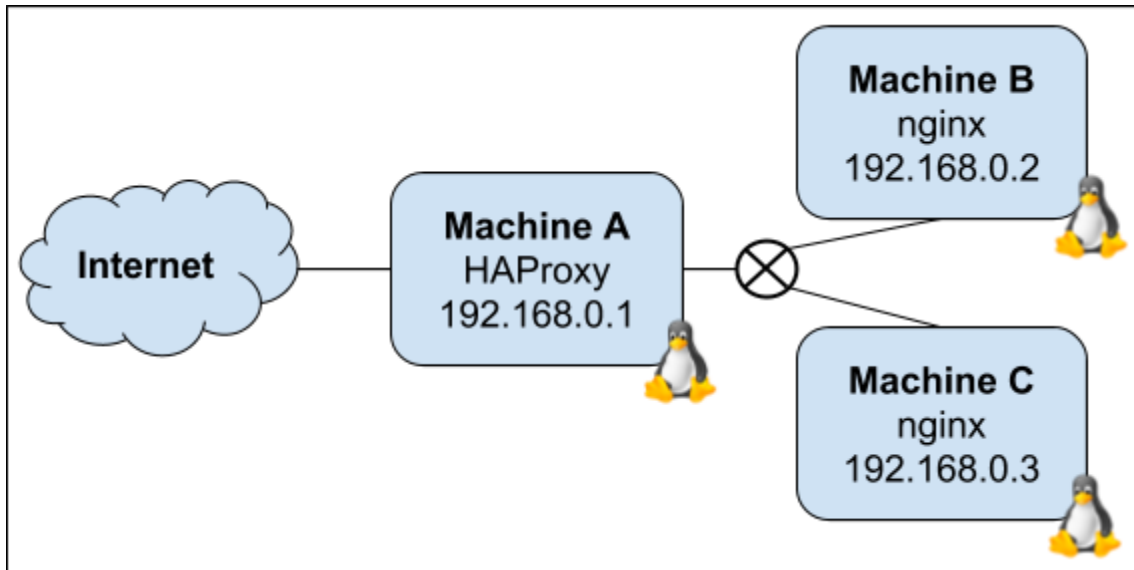 Internet
Machine A
HAProxy
192.168.0.1
Machine B
nginx
192.168.0.2
Machine C
nginx
192.168.0.3